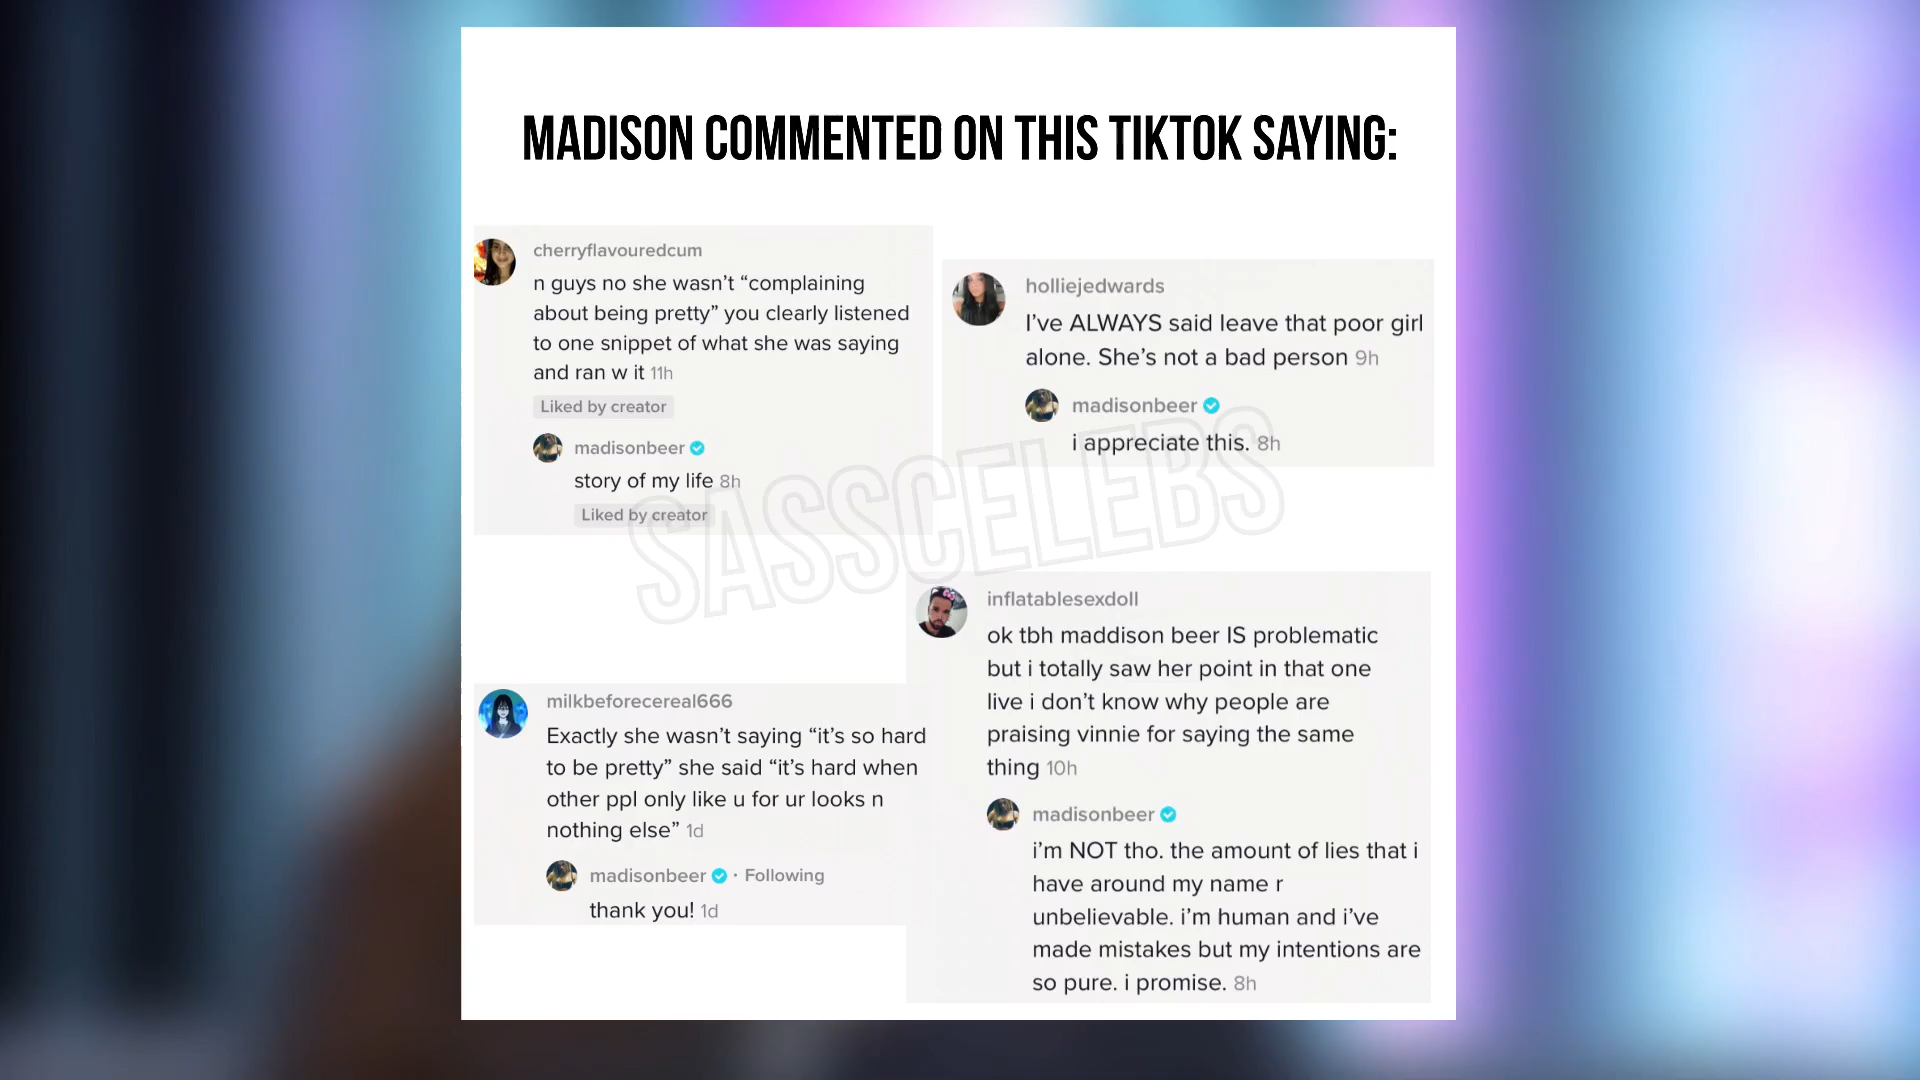 MADISON COMMENTED ON THIS TIKTOK SAYING:
cherryflavouredcum
n guys no she wasn’t “complaining
about being pretty” you clearly listened
to one snippet of what she was saying
and ran w it 11h
Liked by creator
madisonbeer
story of my life 8h
Liked by creator
holliejedwards
I’ve ALWAYS said leave that poor girl
alone. She’s not a bad person 9h
madisonbeer
i appreciate this. 8h
SASSCELEBS
milkbeforecereal666
Exactly she wasn’t saying “it’s so hard
to be pretty” she said “it’s hard when
other ppl only like u for ur looks n
nothing else” 1d
madisonbeer · Following
thank you! 1d
inflatablesexdoll
ok tbh maddison beer IS problematic
but i totally saw her point in that one
live i don’t know why people are
praising vinnie for saying the same
thing 10h
madisonbeer
i’m NOT tho. the amount of lies that i
have around my name r
unbelievable. i’m human and i’ve
made mistakes but my intentions are
so pure. i promise. 8h